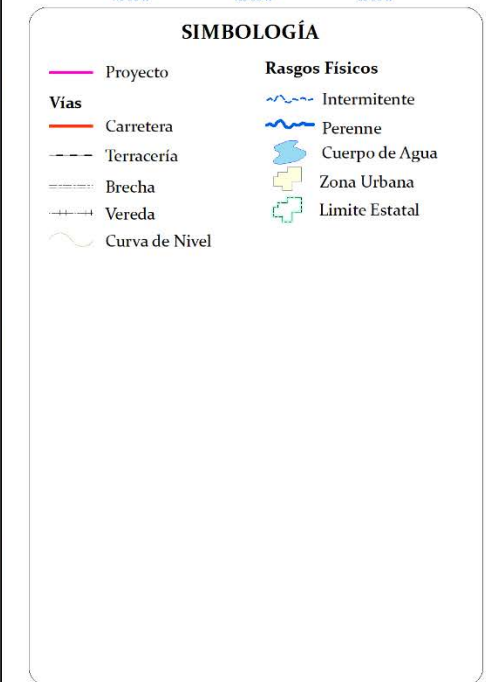 SIMBOLOGÍA
Proyecto
Vías
Carretera
Terracería
Brecha
Vereda
Curva de Nivel
Rasgos Físicos
Intermitente
Perenne
Cuerpo de Agua
Zona Urbana
Limite Estatal